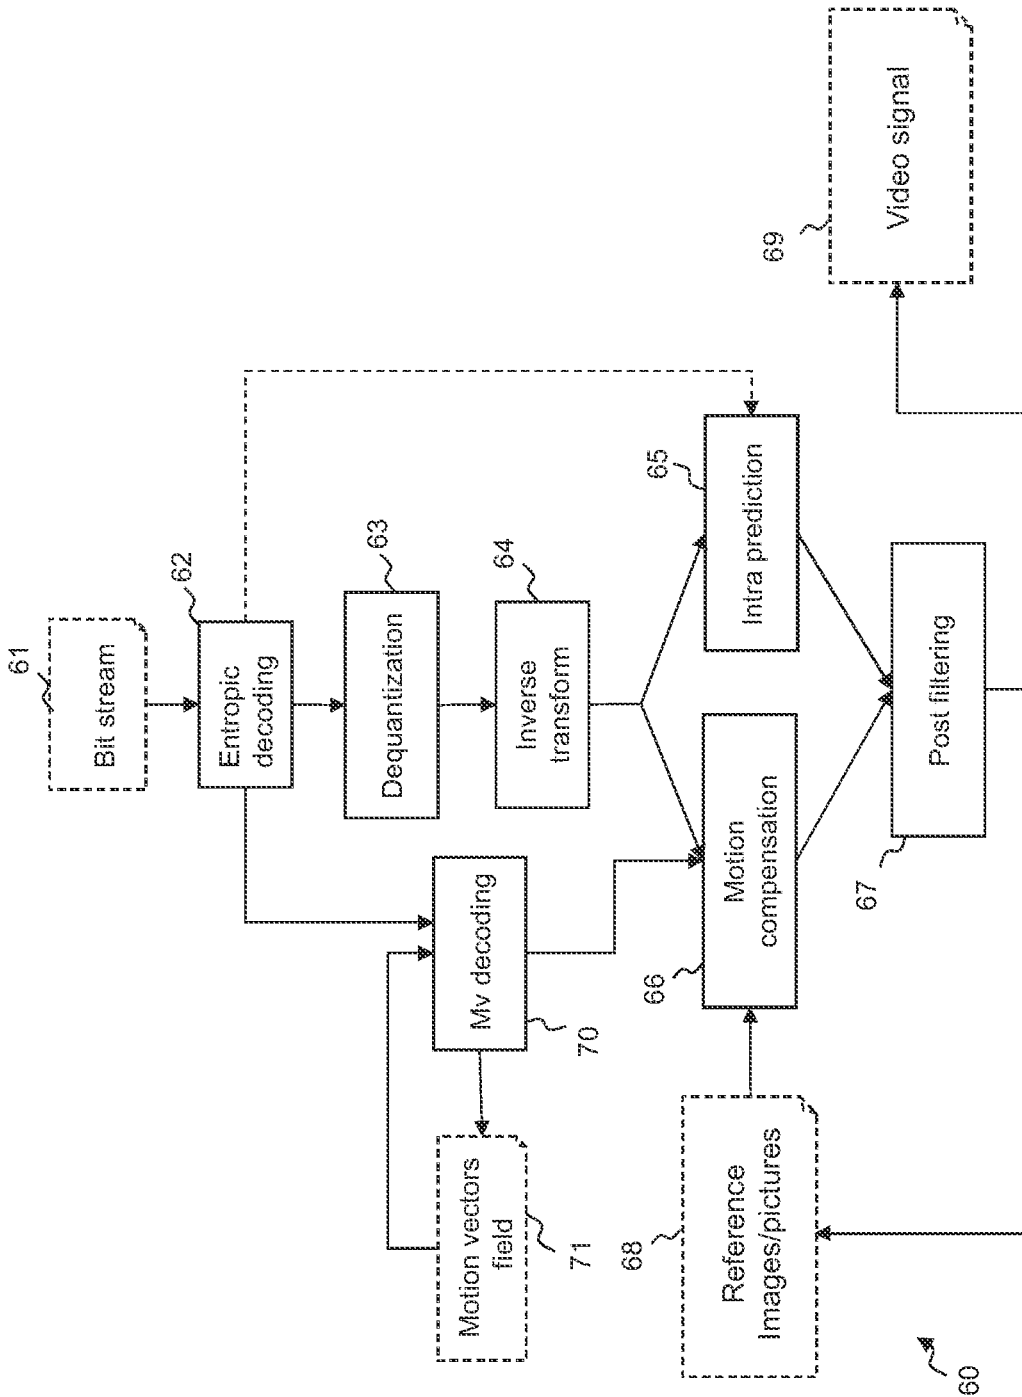 61
Bit stream
62
Entropic
decoding
63
Dequantization
64
Inverse
transform
65
Intra prediction
66
Motion
compensation
67
Post filtering
68
Reference
Images/pictures
69
Video signal
70
Mv decoding
71
Motion vectors
field
60